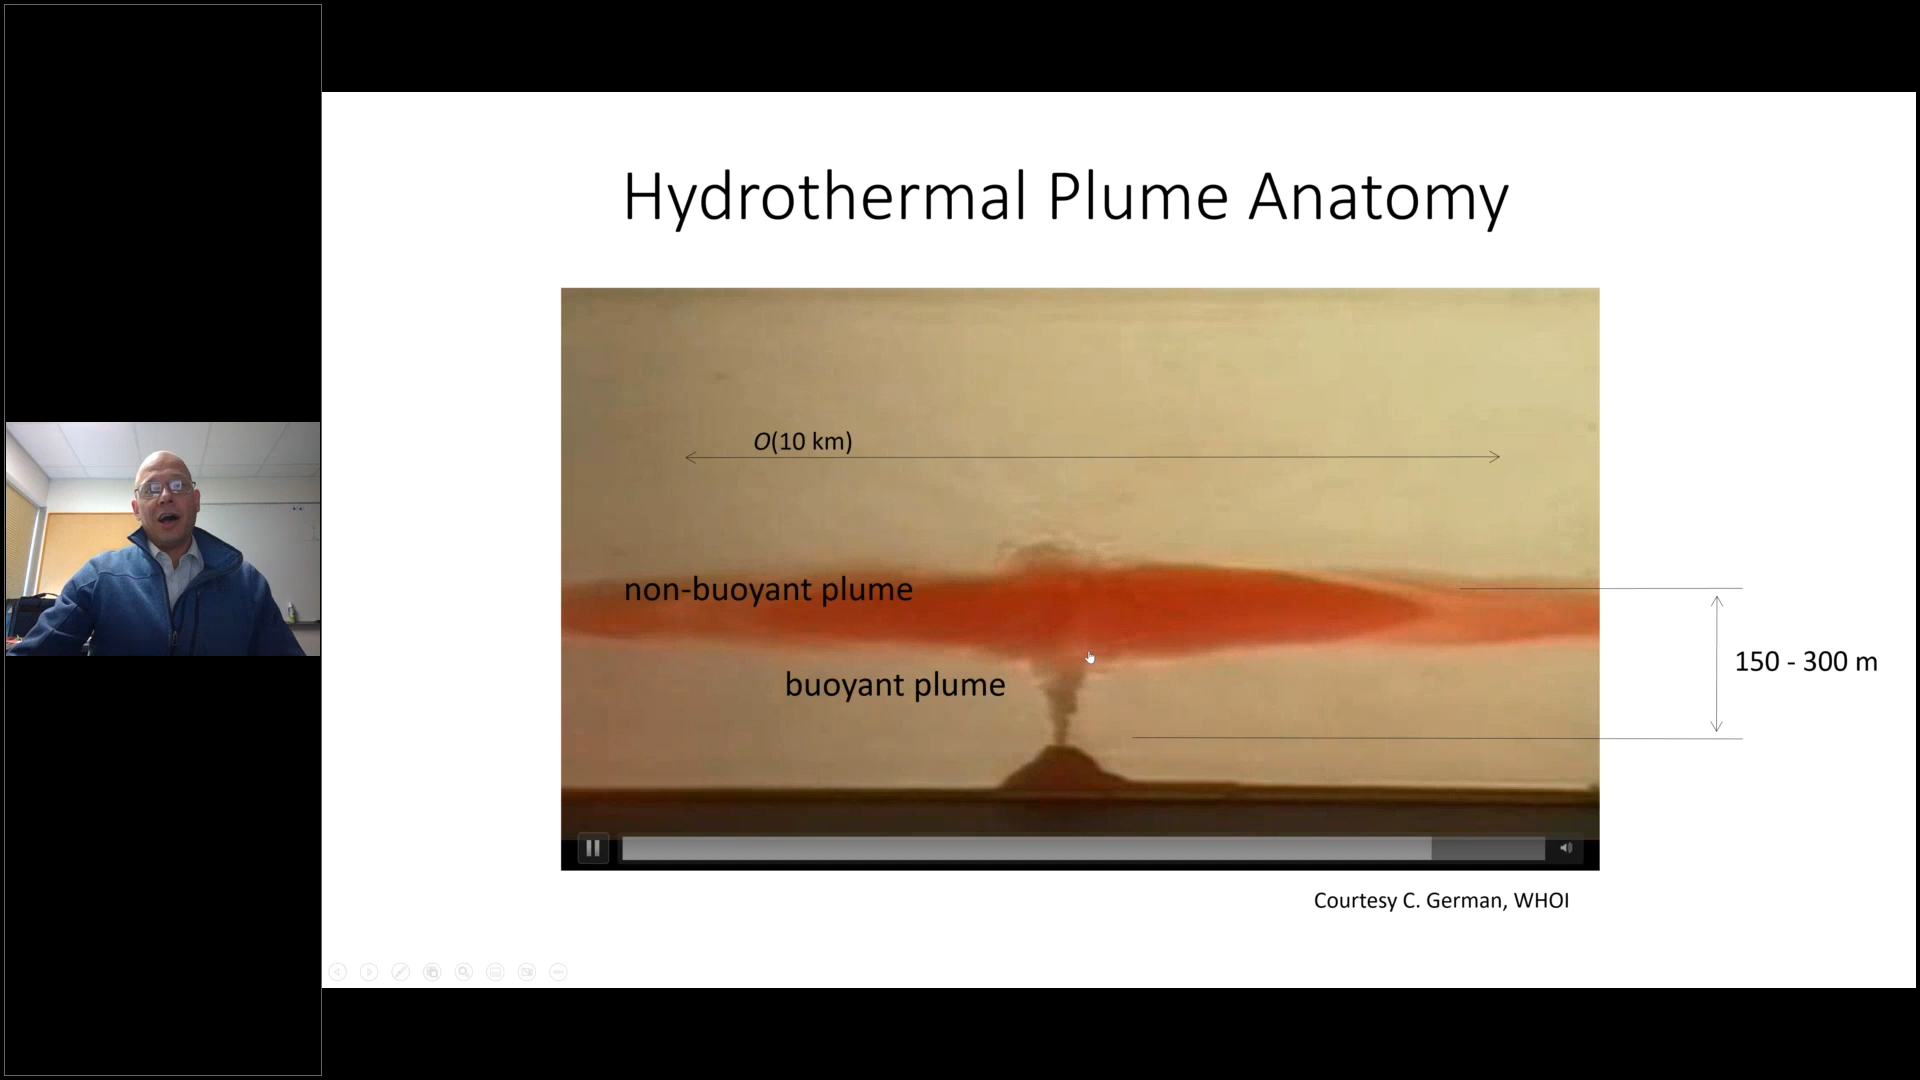 Hydrothermal Plume Anatomy
O(10 km)
non-buoyant plume
buoyant plume
150 - 300 m
Courtesy C. German, WHOI